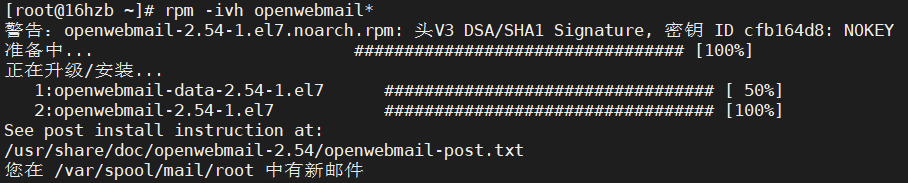 [root@16hzb ~]# rpm -ivh openwebmail*
警告：openwebmail-2.54-1.el7.noarch.rpm: 头V3 DSA/SHA1 Signature, 密钥 ID cfb164d8: NOKEY
准备中... ################################# [100%]
正在升级/安装...
1:openwebmail-data-2.54-1.el7 ################################# [ 50%]
2:openwebmail-2.54-1.el7 ################################# [100%]
See post install instruction at:
/usr/share/doc/openwebmail-2.54/openwebmail-post.txt
您在 /var/spool/mail/root 中有新邮件